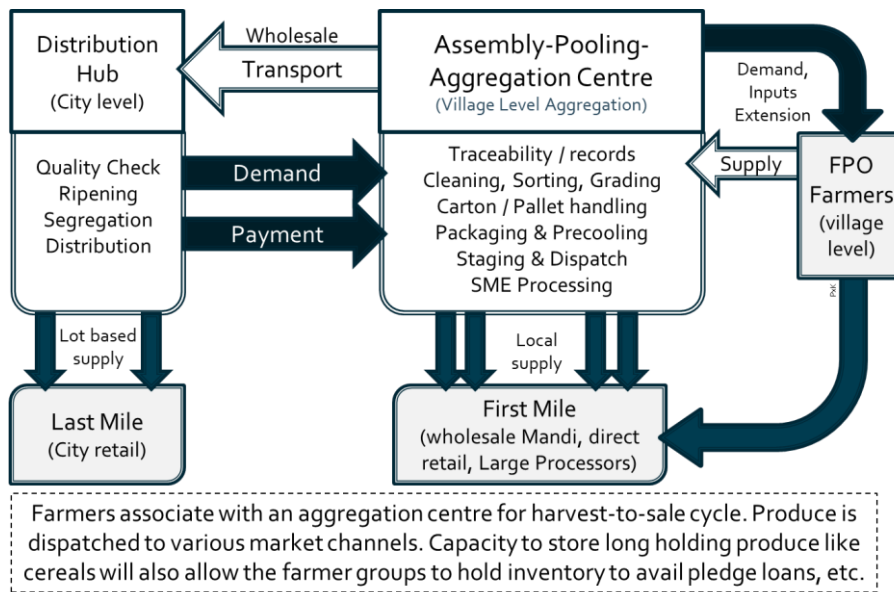 Distribution
Hub
(City level)
Wholesale
Transport
Assembly-Pooling-
Aggregation Centre
(Village Level Aggregation)
Demand,
Inputs
Extension
Quality Check
Ripening
Segregation
Distribution
Demand
Payment
Traceability / records
Cleaning, Sorting, Grading
Carton / Pallet handling
Packaging & Precooling
Staging & Dispatch
SME Processing
Supply
FPO
Farmers
(village
level)
PxK
Lot based
supply
Local
supply
Last Mile
(City retail)
First Mile
(wholesale Mandi, direct
retail, Large Processors)
Farmers associate with an aggregation centre for harvest-to-sale cycle. Produce is
dispatched to various market channels. Capacity to store long holding produce like
cereals will also allow the farmer groups to hold inventory to avail pledge loans, etc.